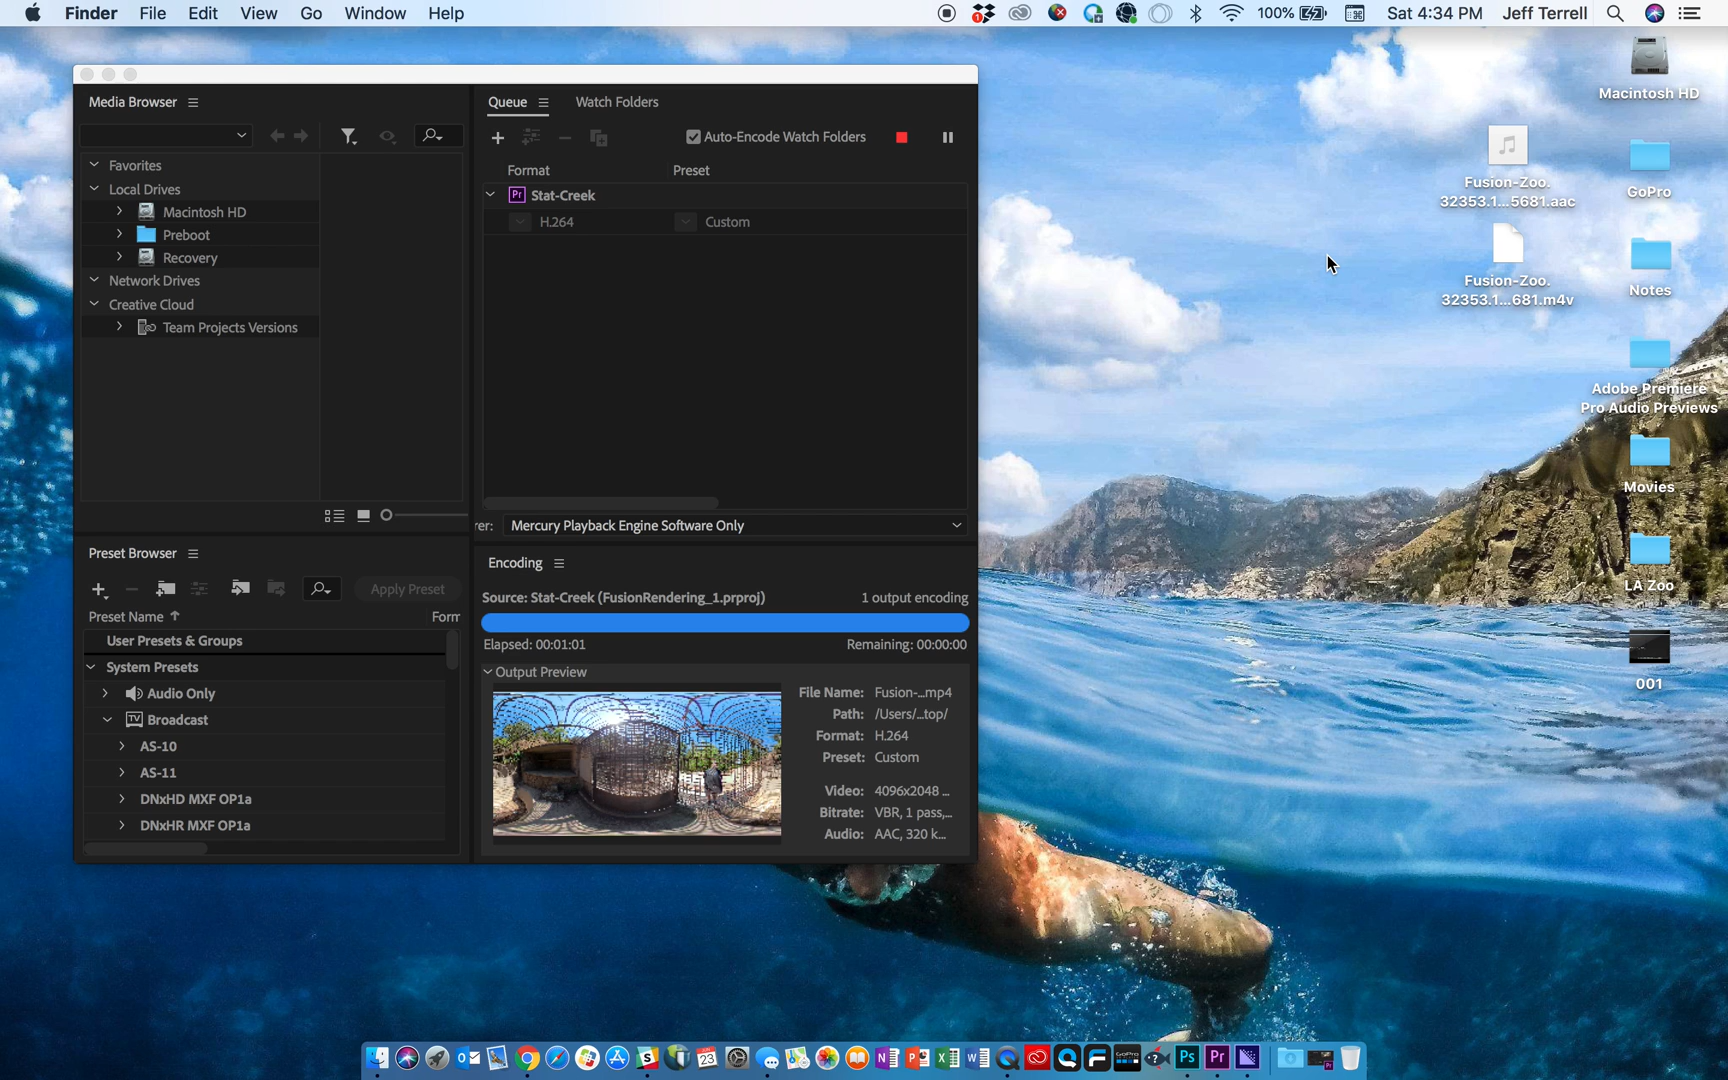 Finder File Edit View Go Window Help
100% Sat 4:34 PM Jeff Terrell
Media Browser
Favorites
Local Drives
Macintosh HD
Preboot
Recovery
Network Drives
Creative Cloud
Team Projects Versions
Queue Watch Folders
Auto-Encode Watch Folders
Format Preset
Pr Stat-Creek
H.264 Custom
rer: Mercury Playback Engine Software Only
Preset Browser
Apply Preset
Preset Name Form
User Presets & Groups
System Presets
Audio Only
TV Broadcast
AS-10
AS-11
DNxHD MXF OP1a
DNxHR MXF OP1a
Encoding
Source: Stat-Creek (FusionRendering_1.prproj) 1 output encoding
Elapsed: 00:01:01 Remaining: 00:00:00
Output Preview
File Name: Fusion-...mp4
Path: /Users/...top/
Format: H.264
Preset: Custom
Video: 4096x2048 ...
Bitrate: VBR, 1 pass,...
Audio: AAC, 320 k...
Macintosh HD
Fusion-Zoo.
32353.1...5681.aac
GoPro
Fusion-Zoo.
32353.1...681.m4v
Notes
Adobe Premiere
Pro Audio Previews
Movies
LA Zoo
001
23
Ps Pr